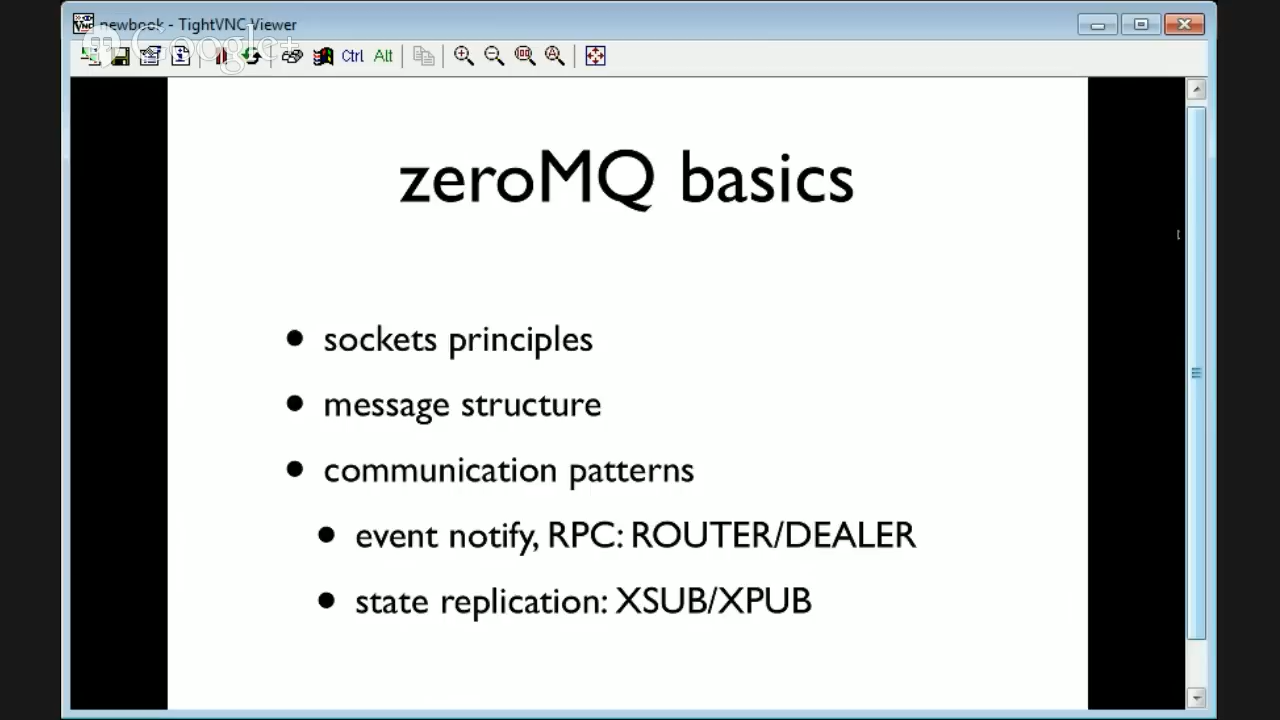 newbook - TightVNC Viewer
Google+
Ctrl Alt
zeroMQ basics
• sockets principles
• message structure
• communication patterns
• event notify, RPC: ROUTER/DEALER
• state replication: XSUB/XPUB